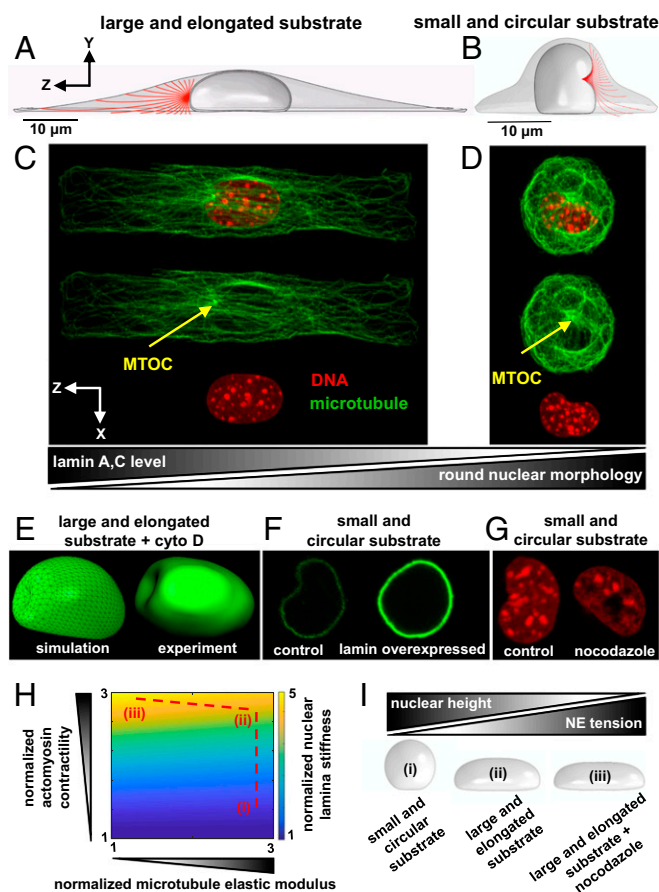 large and elongated substrate
small and circular substrate
A
Y
Z
10 µm
B
10 µm
C
MTOC
DNA
microtubule
Z
X
D
MTOC
lamin A,C level
round nuclear morphology
E
large and elongated
substrate + cyto D
simulation
experiment
F
small and
circular substrate
control
lamin overexpressed
G
small and
circular substrate
control
nocodazole
H
normalized
actomyosin
contractility
3
1
(iii)
(ii)
(i)
1
3
5
1
normalized nuclear
lamina stiffness
normalized microtubule elastic modulus
I
nuclear height
NE tension
(i)
(ii)
(iii)
small and
circular
substrate
large and
elongated
substrate
large and elongated
substrate +
nocodazole